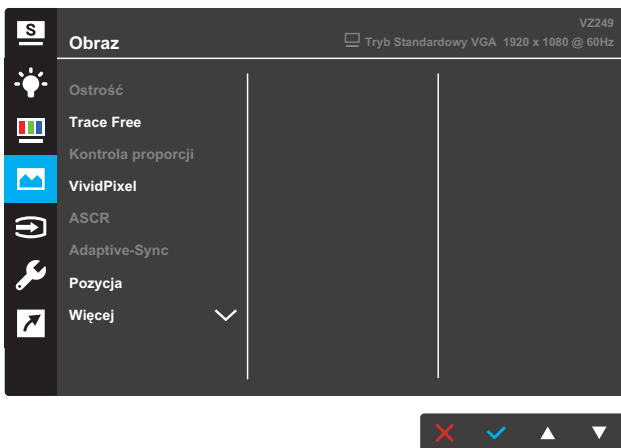 S
VZ249
Obraz
Tryb Standardowy VGA 1920 x 1080 @ 60Hz
Ostrość
Trace Free
Kontrola proporcji
VividPixel
ASCR
Adaptive-Sync
Pozycja
Więcej